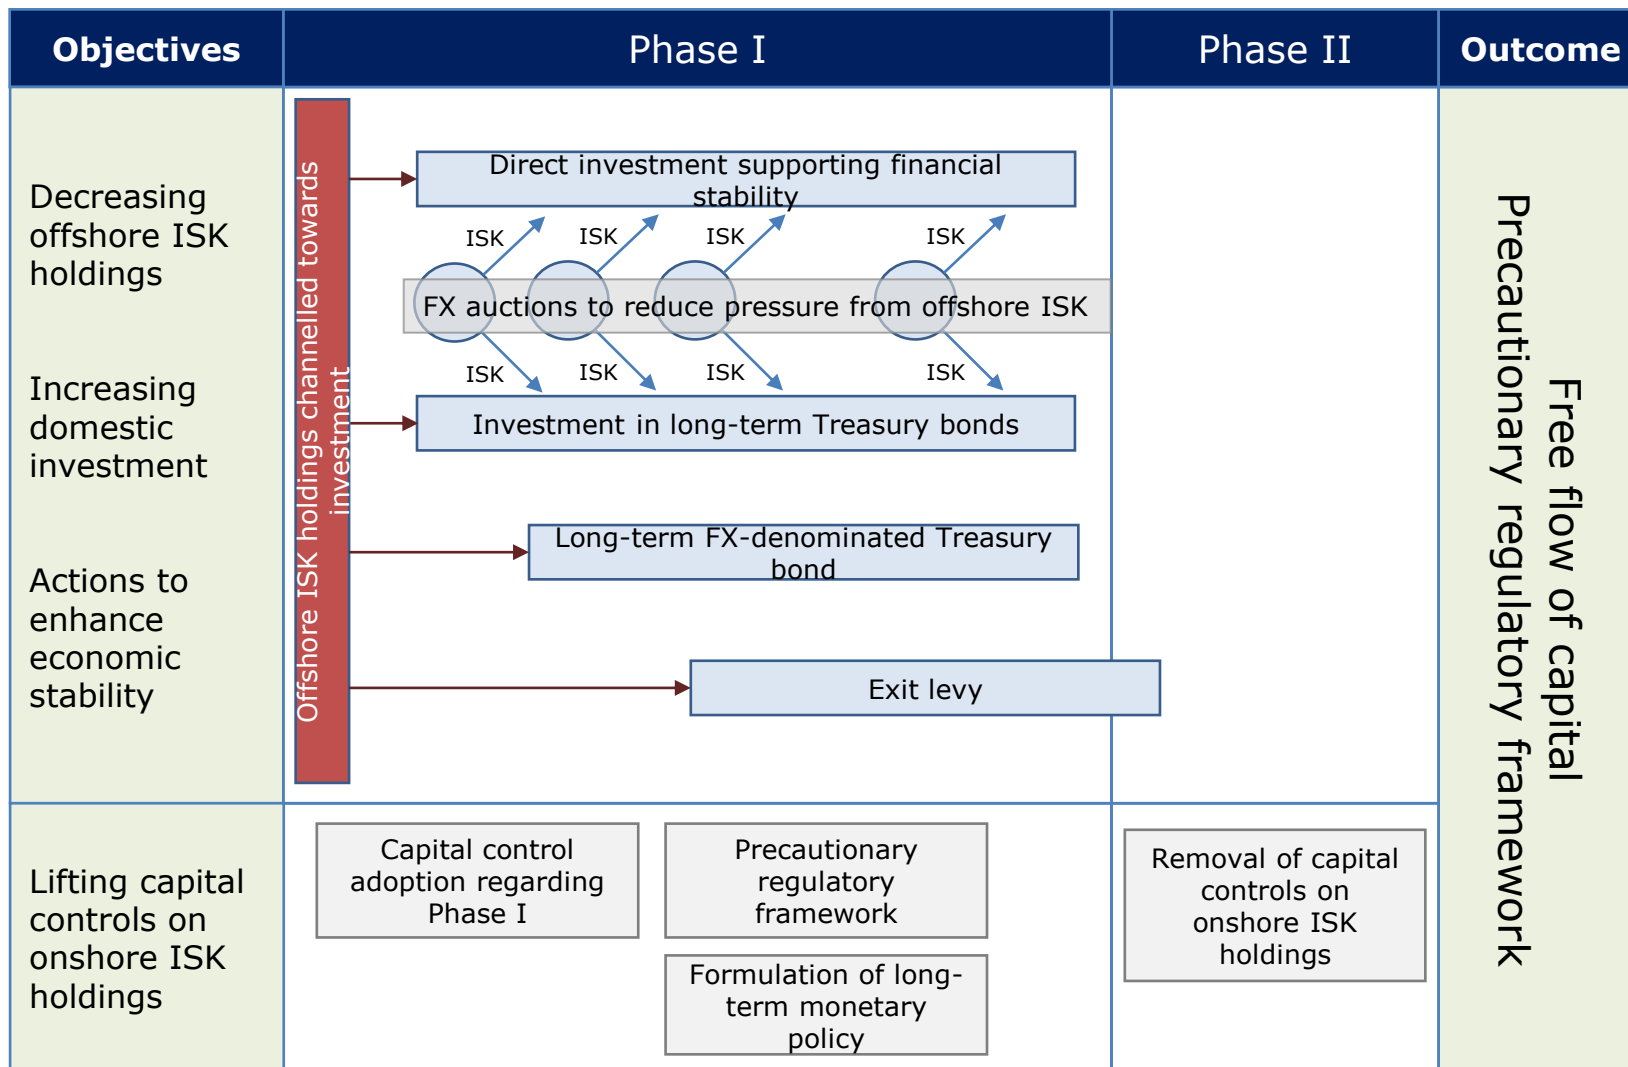 Objectives
Phase I
Phase II
Outcome
Decreasing
offshore ISK
holdings
Increasing
domestic
investment
Actions to
enhance
economic
stability
Offshore ISK holdings channelled towards
investment
Direct investment supporting financial
stability
ISK
ISK
ISK
ISK
FX auctions to reduce pressure from offshore ISK
ISK
ISK
ISK
ISK
Investment in long-term Treasury bonds
Long-term FX-denominated Treasury
bond
Exit levy
Free flow of capital
Precautionary regulatory framework
Lifting capital
controls on
onshore ISK
holdings
Capital control
adoption regarding
Phase I
Precautionary
regulatory
framework
Formulation of long-
term monetary
policy
Removal of capital
controls on
onshore ISK
holdings